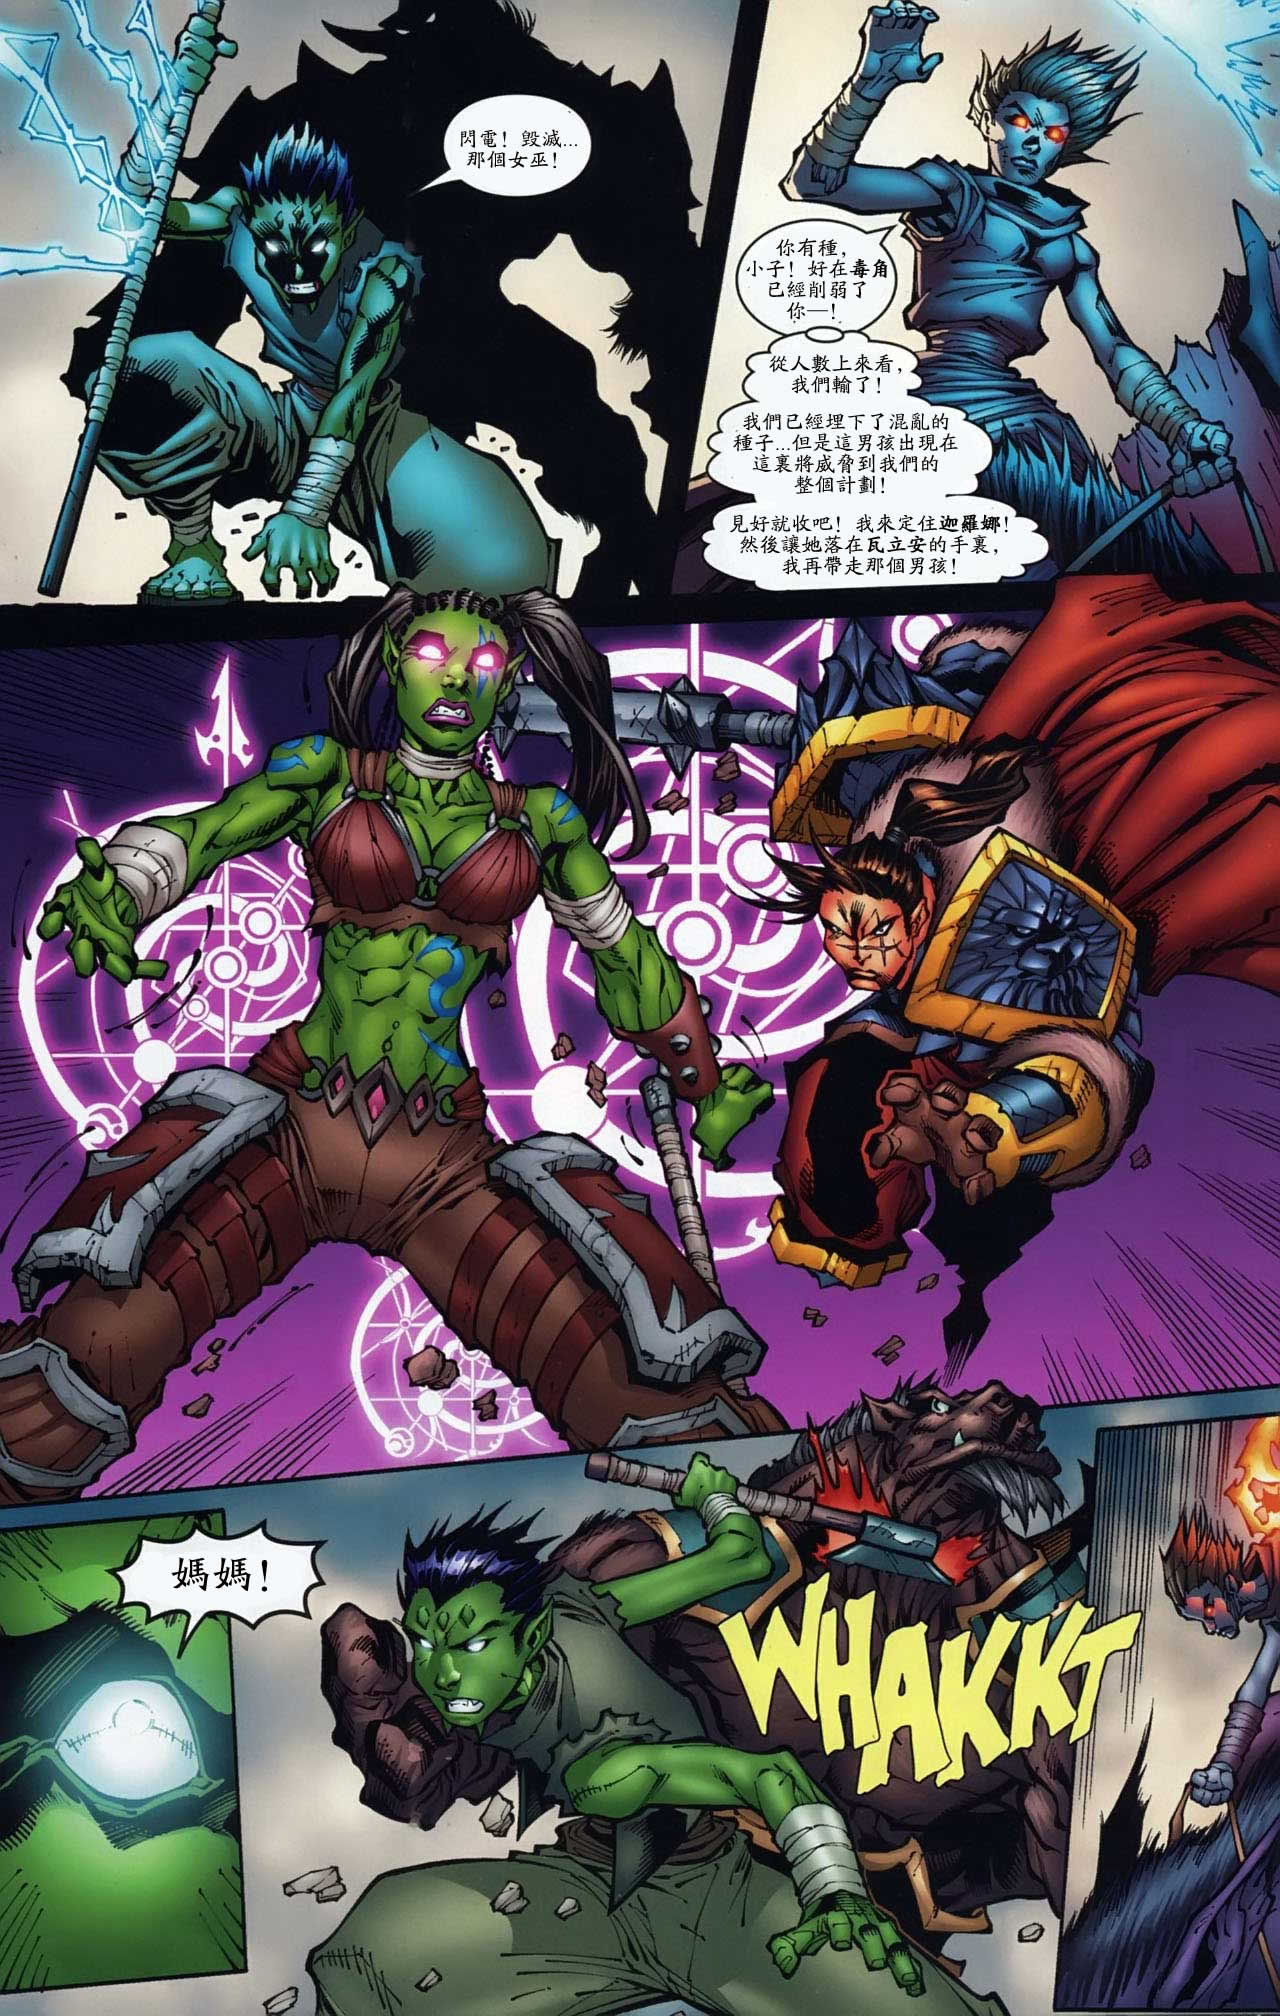 閃電！毀滅...
那個女巫！
你有種，
小子！好在毒角
已經削弱了
你—！
從人數上來看，
我們輸了！
我們已經埋下了混亂的
種子...但是這男孩出現在
這裏將威脅到我們的
整個計劃！
見好就收吧！我來定住迦羅娜！
然後讓她落在瓦立安的手裏，
我再帶走那個男孩！
媽媽！
WHAKKT